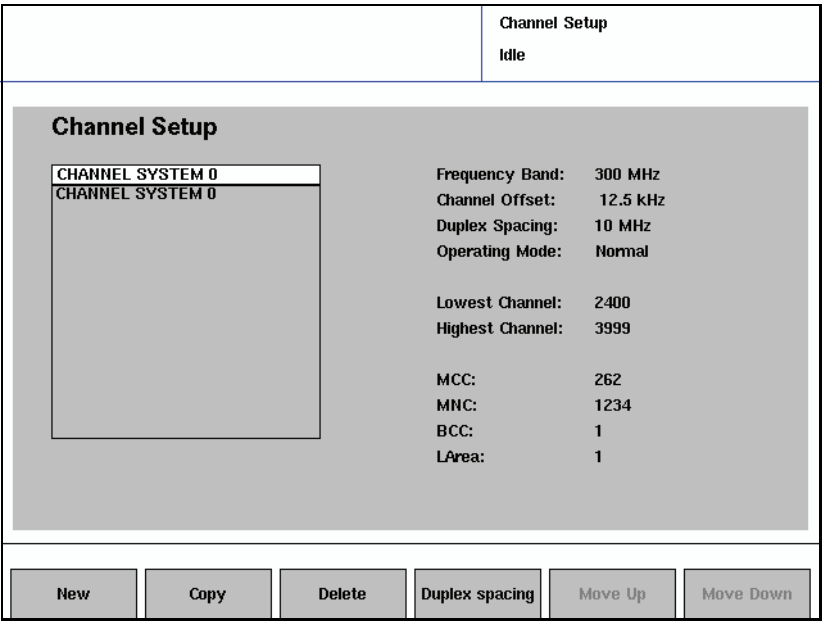 Channel Setup
Idle
Channel Setup
CHANNEL SYSTEM 0
CHANNEL SYSTEM 0
Frequency Band: 300 MHz
Channel Offset: 12.5 kHz
Duplex Spacing: 10 MHz
Operating Mode: Normal
Lowest Channel: 2400
Highest Channel: 3999
MCC: 262
MNC: 1234
BCC: 1
LArea: 1
New Copy Delete Duplex spacing Move Up Move Down